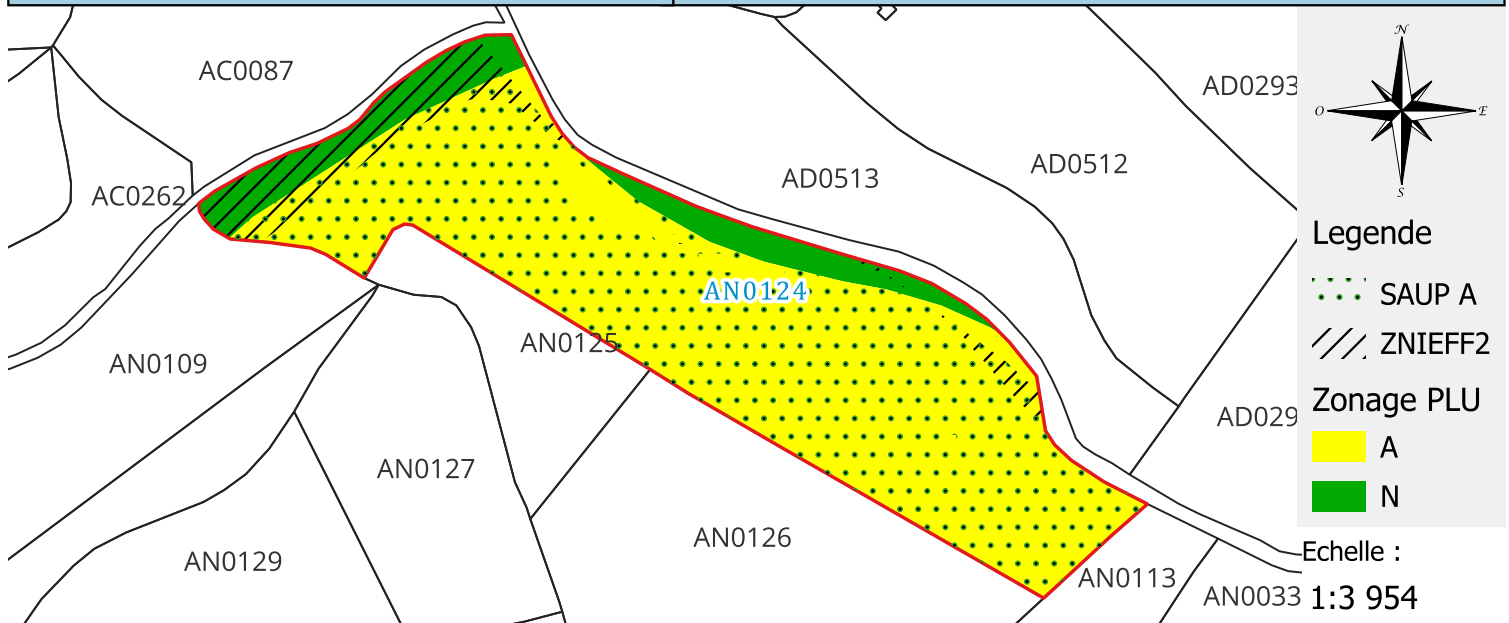 AC0087
AD0293
AC0262
AD0513
AD0512
AN0124
AN0109
AN0125
AD029
AN0127
AN0126
AN0129
AN0113
AN0033
N
O
E
S
Legende
SAUP A
ZNIEFF2
Zonage PLU
A
N
Echelle :
1:3 954